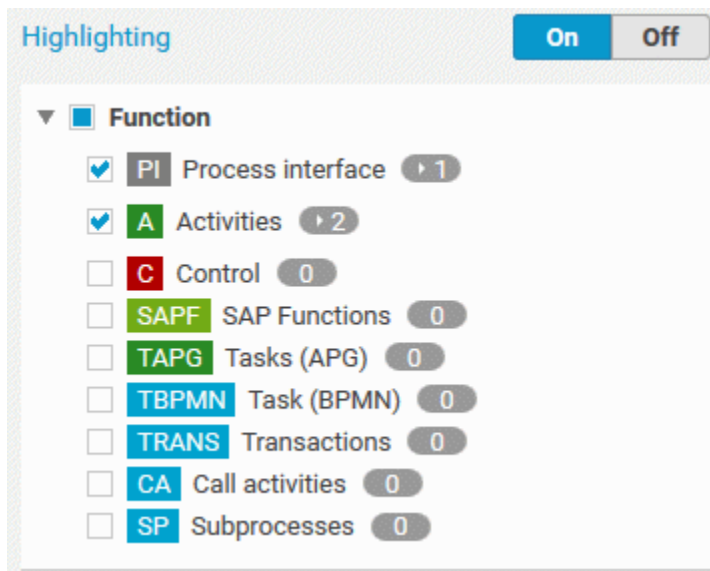 Highlighting On Off
Function
PI Process interface 1
A Activities 2
C Control 0
SAPF SAP Functions 0
TAPG Tasks (APG) 0
TBPMN Task (BPMN) 0
TRANS Transactions 0
CA Call activities 0
SP Subprocesses 0